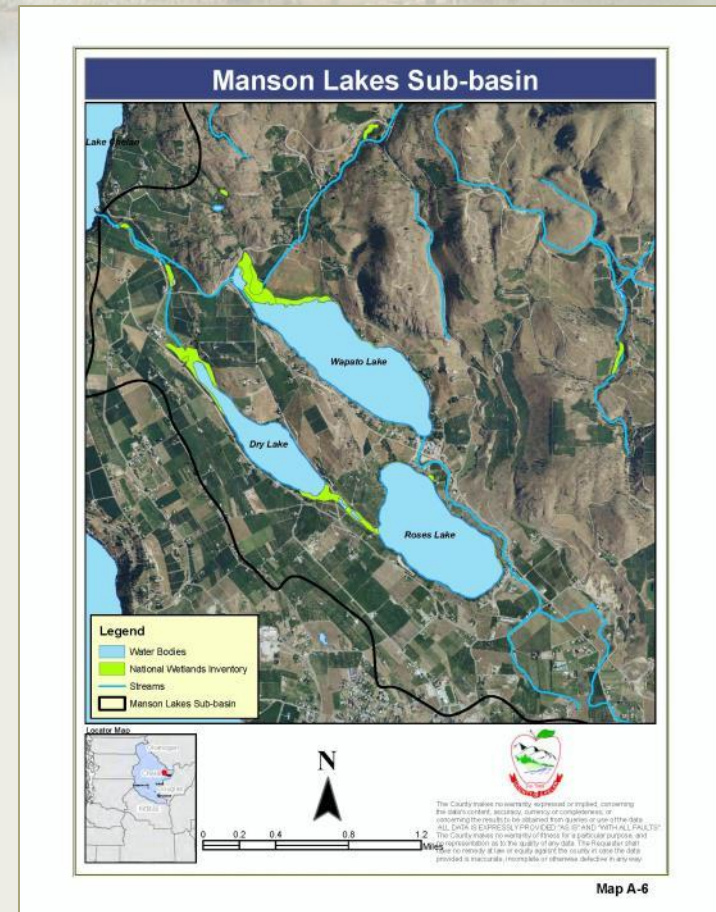 Manson Lakes Sub-basin
Lake Chelan
Wapato Lake
Dry Lake
Roses Lake
Legend
Water Bodies
National Wetlands Inventory
Streams
Manson Lakes Sub-basin
Locator Map
N
0 0.2 0.4 0.8 1.2
Miles
The County makes no warranty, expressed or implied, concerning
the data's content, accuracy, currency or completeness, or
concerning the results to be obtained from queries or use of the data.
ALL DATA IS EXPRESSLY PROVIDED "AS IS" AND "WITH ALL FAULTS".
The County makes no warranty of fitness for a particular purpose, and
no representation as to the quality of any data. The Requester shall
have no remedy at law or equity against the county in case the data
provided is inaccurate, incomplete or otherwise defective in any way.
Map A-6